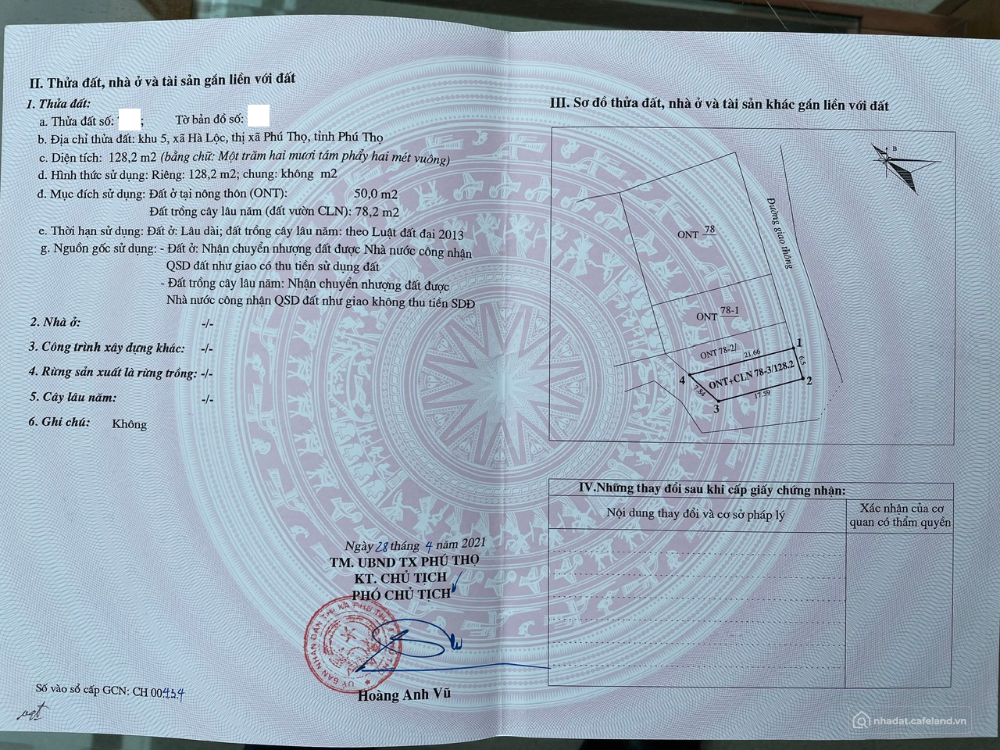 II. Thửa đất, nhà ở và tài sản gắn liền với đất
1. Thửa đất:
a. Thửa đất số: ; Tờ bản đồ số:
b. Địa chỉ thửa đất: khu 5, xã Hà Lộc, thị xã Phú Thọ, tỉnh Phú Thọ
c. Diện tích: 128,2 m2 (bằng chữ: Một trăm hai mươi tám phẩy hai mét vuông)
d. Hình thức sử dụng: Riêng: 128,2 m2; chung: không m2
đ. Mục đích sử dụng: Đất ở tại nông thôn (ONT): 50,0 m2
Đất trồng cây lâu năm (đất vườn CLN): 78,2 m2
e. Thời hạn sử dụng: Đất ở: Lâu dài; đất trồng cây lâu năm: theo Luật đất đai 2013
g. Nguồn gốc sử dụng: - Đất ở: Nhận chuyển nhượng đất được Nhà nước công nhận
QSD đất như giao có thu tiền sử dụng đất
- Đất trồng cây lâu năm: Nhận chuyển nhượng đất được
Nhà nước công nhận QSD đất như giao không thu tiền SDĐ
2. Nhà ở: -/-
3. Công trình xây dựng khác: -/-
4. Rừng sản xuất là rừng trồng: -/-
5. Cây lâu năm: -/-
6. Ghi chú: Không
Ngày 28 tháng 4 năm 2021
TM. UBND TX PHÚ THỌ
KT. CHỦ TỊCH
PHÓ CHỦ TỊCH
Hoàng Anh Vũ
Số vào sổ cấp GCN: CH 00454
III. Sơ đồ thửa đất, nhà ở và tài sản khác gắn liền với đất
B
Đường giao thông
ONT 78
ONT 78-1
ONT 78-2/
21.66
1
6.5
2
4
ONT+CLN 78-3/128.2
7.54
17.59
3
IV.Những thay đổi sau khi cấp giấy chứng nhận:
Nội dung thay đổi và cơ sở pháp lý
Xác nhận của cơ
quan có thẩm quyền
nhadat.cafeland.vn